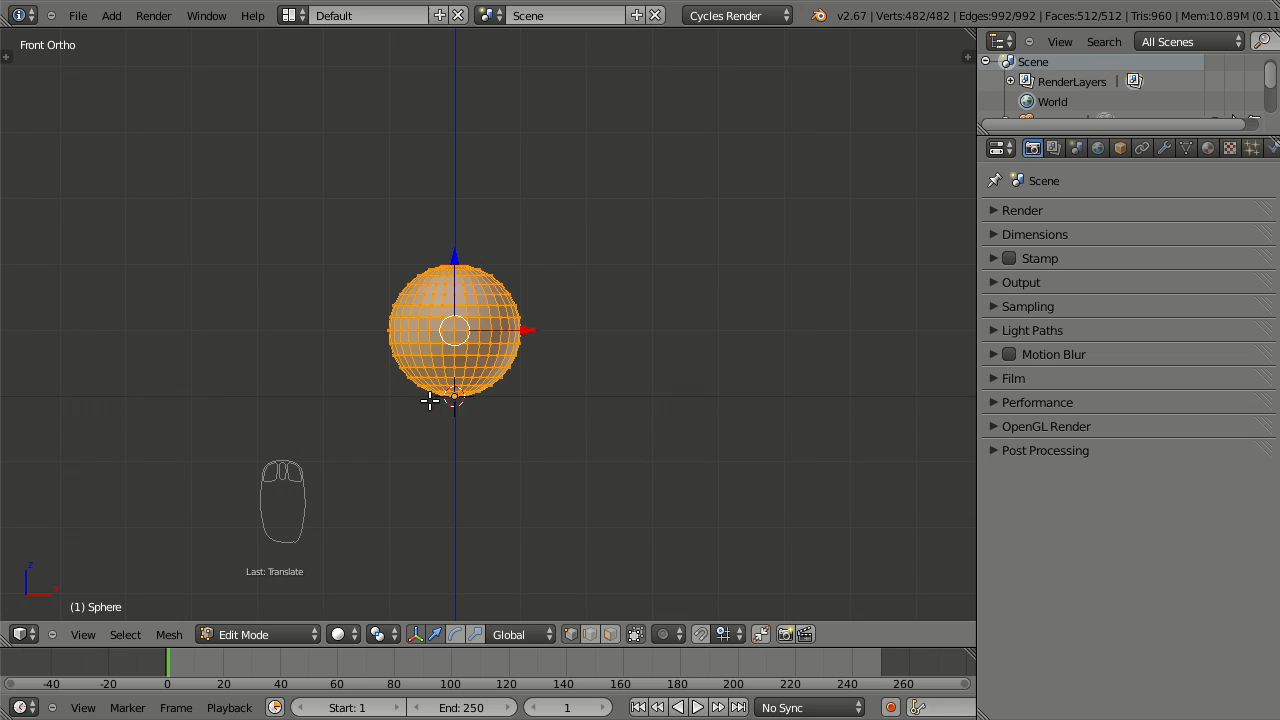 File Add Render Window Help Default Scene Cycles Render v2.67 | Verts:482/482 | Edges:992/992 | Faces:512/512 | Tris:960 | Mem:10.89M (0.11
Front Ortho
View Search All Scenes
Scene
RenderLayers
World
Scene
Render
Dimensions
Stamp
Output
Sampling
Light Paths
Motion Blur
Film
Performance
OpenGL Render
Post Processing
Last: Translate
z
x
(1) Sphere
View Select Mesh Edit Mode Global
-40 -20 0 20 40 60 80 100 120 140 160 180 200 220 240 260
View Marker Frame Playback Start: 1 End: 250 1 No Sync